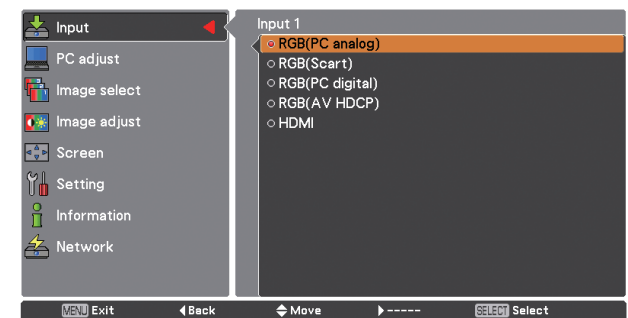 Input
PC adjust
Image select
Image adjust
Screen
Setting
Information
Network
Input 1
RGB(PC analog)
RGB(Scart)
RGB(PC digital)
RGB(AV HDCP)
HDMI
MENU Exit
Back
Move
-----
SELECT Select